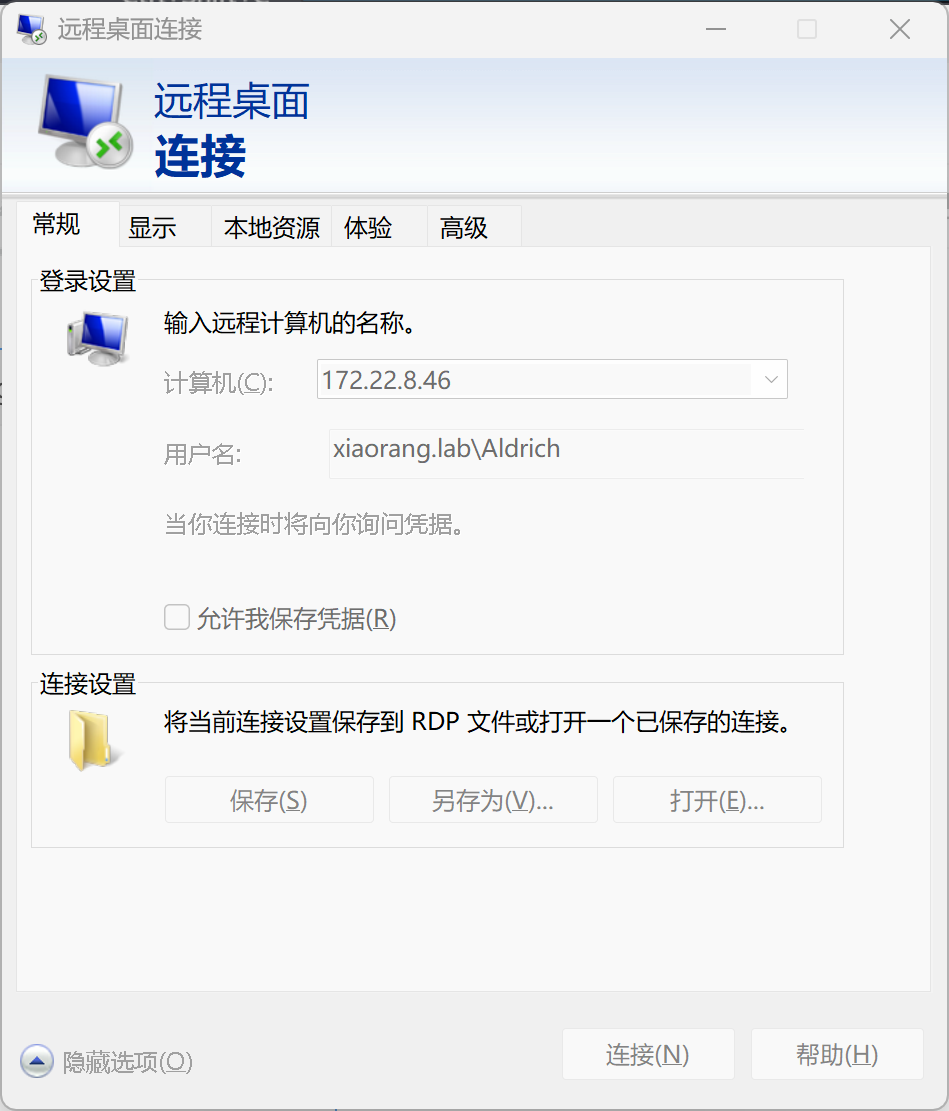 远程桌面连接
远程桌面
连接
常规 显示 本地资源 体验 高级
登录设置
输入远程计算机的名称。
计算机(C): 172.22.8.46
用户名: xiaorang.lab\Aldrich
当你连接时将向你询问凭据。
允许我保存凭据(R)
连接设置
将当前连接设置保存到 RDP 文件或打开一个已保存的连接。
保存(S) 另存为(V)... 打开(E)...
隐藏选项(O) 连接(N) 帮助(H)